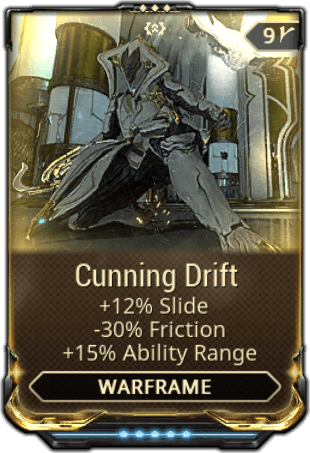 9
Cunning Drift
+12% Slide
-30% Friction
+15% Ability Range
WARFRAME